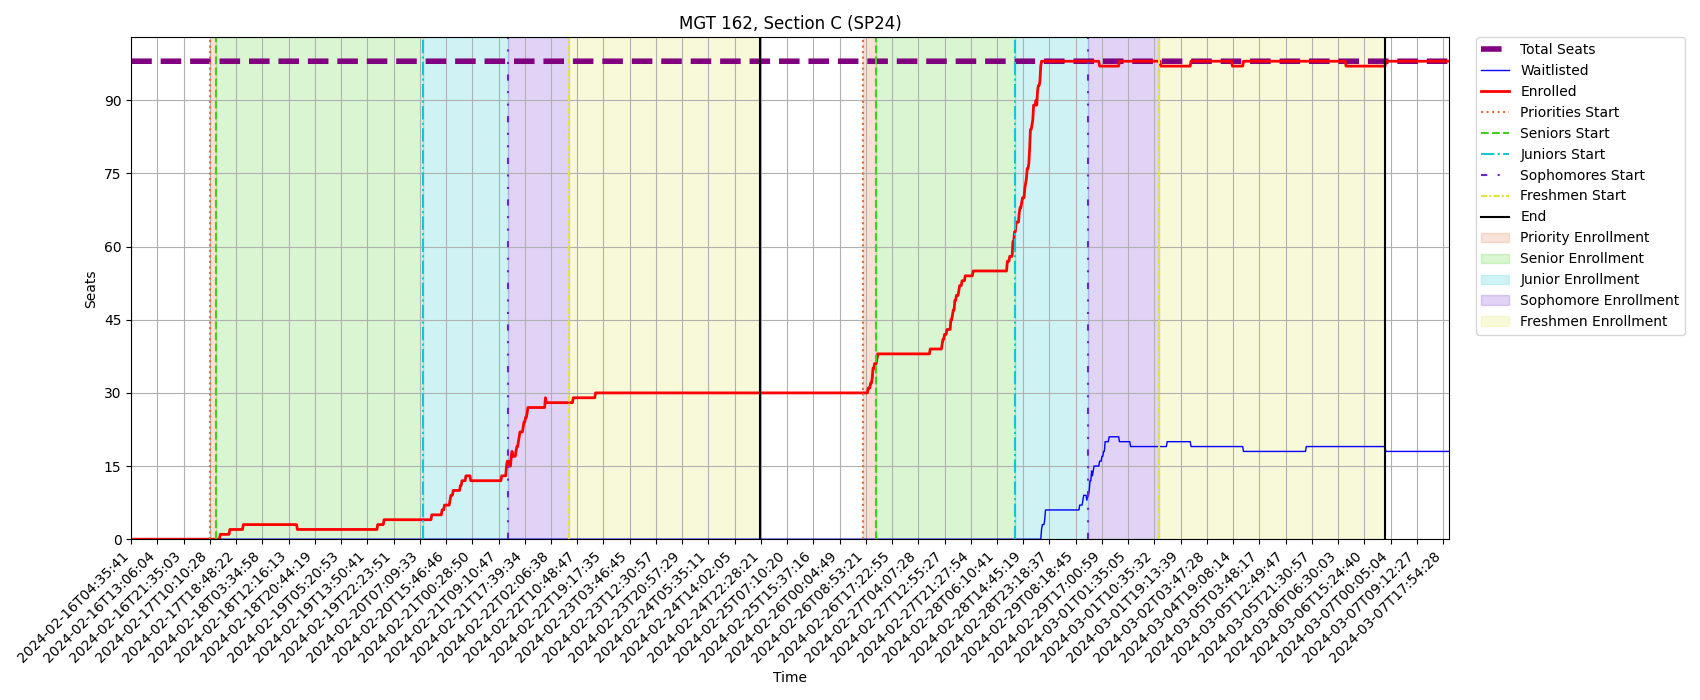 MGT 162, Section C (SP24)
Seats
90
75
60
45
30
15
0
2024-02-16T04:35:41
2024-02-16T13:06:04
2024-02-16T21:35:03
2024-02-17T10:10:28
2024-02-17T18:48:22
2024-02-18T03:34:58
2024-02-18T12:16:13
2024-02-18T20:44:19
2024-02-19T05:20:53
2024-02-19T13:50:41
2024-02-19T22:23:51
2024-02-20T07:09:33
2024-02-20T15:46:46
2024-02-21T00:28:50
2024-02-21T09:10:47
2024-02-21T17:39:34
2024-02-22T02:06:38
2024-02-22T10:48:47
2024-02-22T19:17:35
2024-02-23T03:46:45
2024-02-23T12:30:57
2024-02-23T20:57:29
2024-02-24T05:35:11
2024-02-24T14:02:05
2024-02-24T22:28:21
2024-02-25T07:10:20
2024-02-25T15:37:16
2024-02-26T00:04:49
2024-02-26T08:53:21
2024-02-26T17:22:55
2024-02-27T04:07:28
2024-02-27T12:55:27
2024-02-27T21:27:54
2024-02-28T06:10:41
2024-02-28T14:45:19
2024-02-28T23:18:37
2024-02-29T08:18:45
2024-02-29T17:00:59
2024-03-01T01:35:05
2024-03-01T10:35:32
2024-03-01T19:13:39
2024-03-02T03:47:28
2024-03-04T19:08:14
2024-03-05T03:48:17
2024-03-05T12:49:47
2024-03-05T21:30:57
2024-03-06T06:30:03
2024-03-06T15:24:40
2024-03-07T00:05:04
2024-03-07T09:12:27
2024-03-07T17:54:28
Time
Total Seats
Waitlisted
Enrolled
Priorities Start
Seniors Start
Juniors Start
Sophomores Start
Freshmen Start
End
Priority Enrollment
Senior Enrollment
Junior Enrollment
Sophomore Enrollment
Freshmen Enrollment